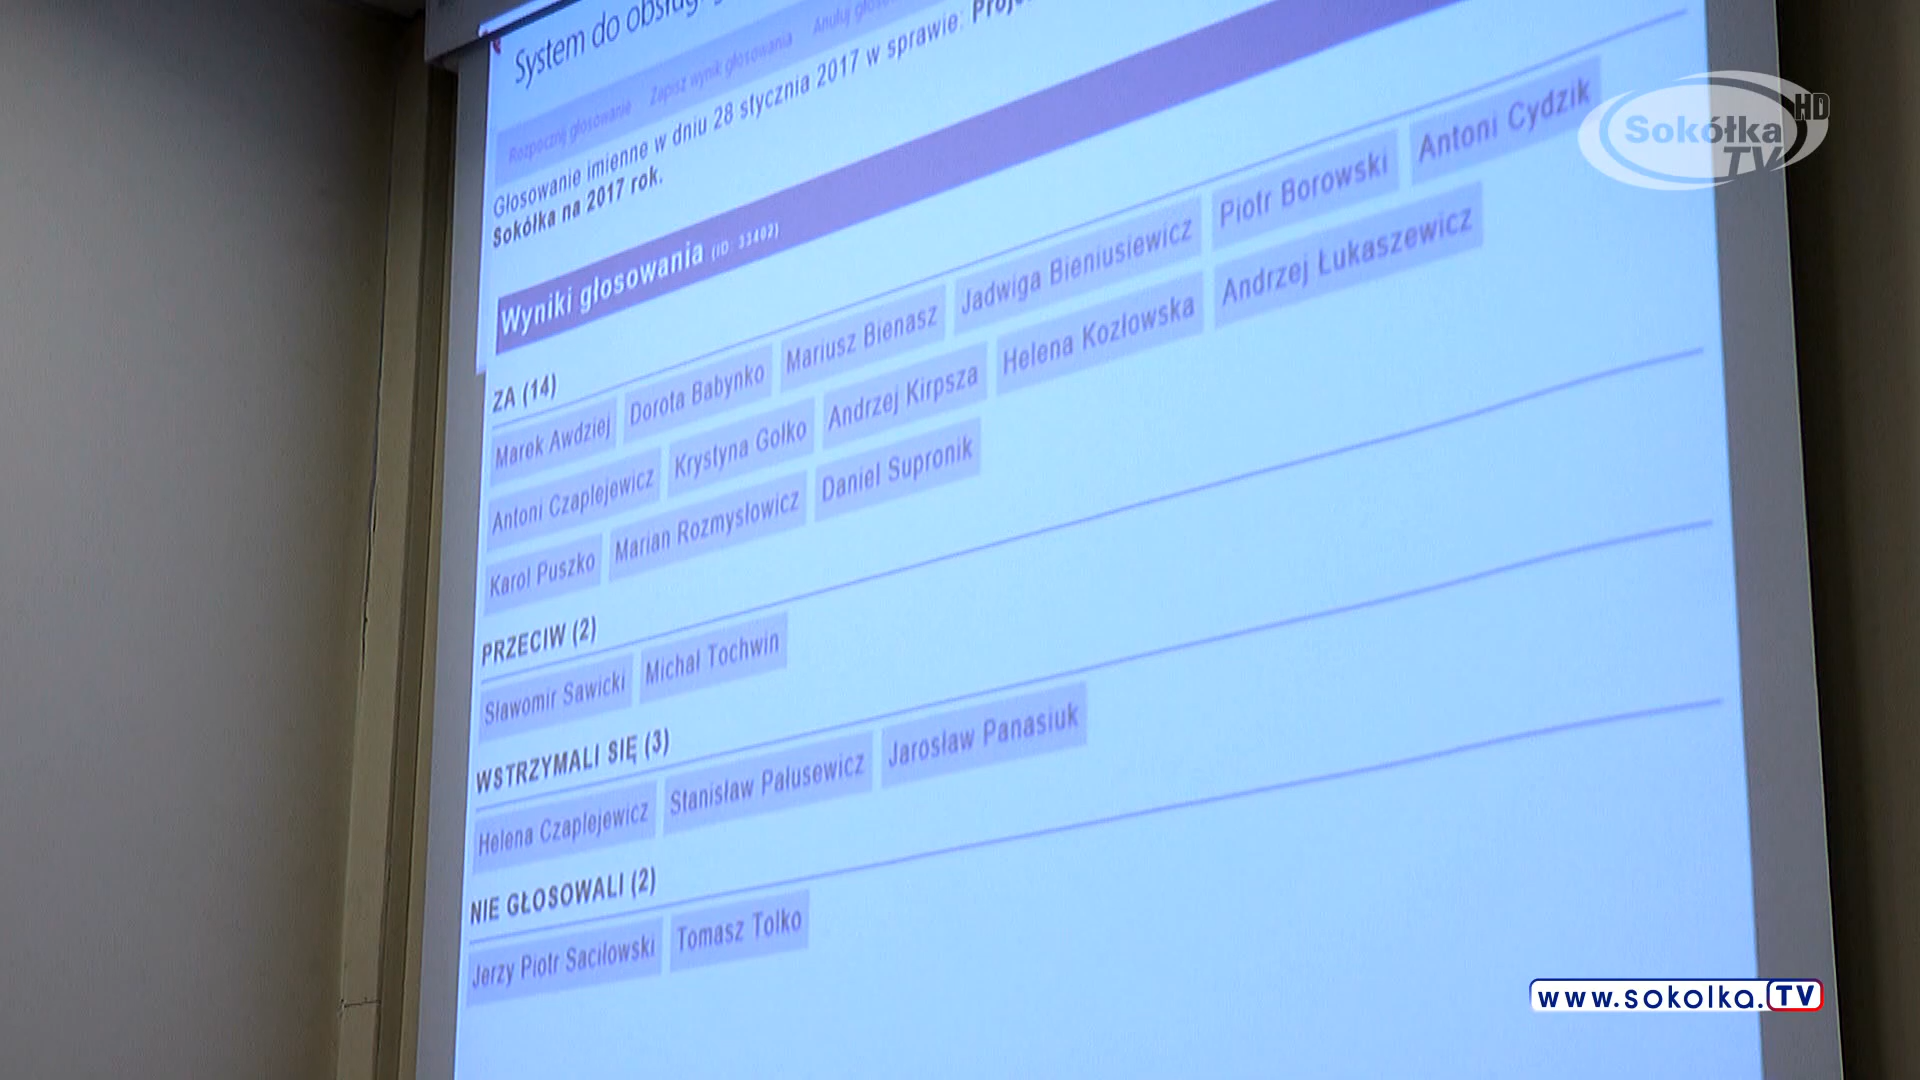 System do obsług
Rozpocznij głosowanie Zapisz wynik głosowania Anuluj
Głosowanie imienne w dniu 28 stycznia 2017 w sprawie:
Sokółka na 2017 rok.
Wyniki głosowania (ID: 33402)
ZA (14)
Marek Awdziej Dorota Babynko Mariusz Bienasz Jadwiga Bieniusiewicz Piotr Borowski Antoni Cydzik
Antoni Czaplejewicz Krystyna Golko Andrzej Kirpsza Helena Kozłowska Andrzej Łukaszewicz
Karol Puszko Marian Rozmysłowicz Daniel Supronik
PRZECIW (2)
Sławomir Sawicki Michał Tochwin
WSTRZYMALI SIĘ (3)
Helena Czaplejewicz Stanisław Pałusewicz Jarosław Panasiuk
NIE GŁOSOWALI (2)
Jerzy Piotr Saciłowski Tomasz Tolko
Sokółka HD
TV
www.sokolka.TV